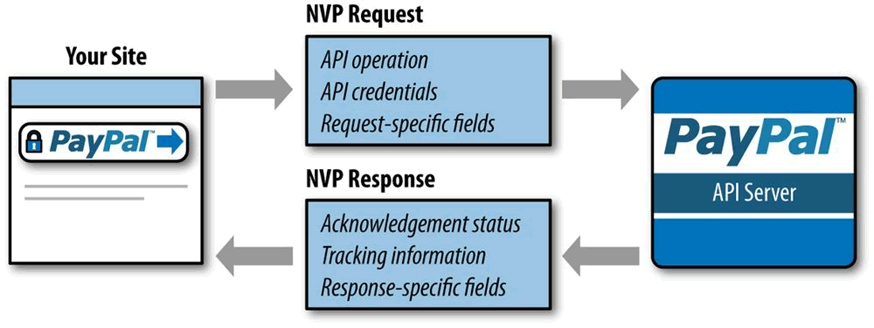 Your Site
PayPal™
NVP Request
API operation
API credentials
Request-specific fields
NVP Response
Acknowledgement status
Tracking information
Response-specific fields
PayPal™
API Server